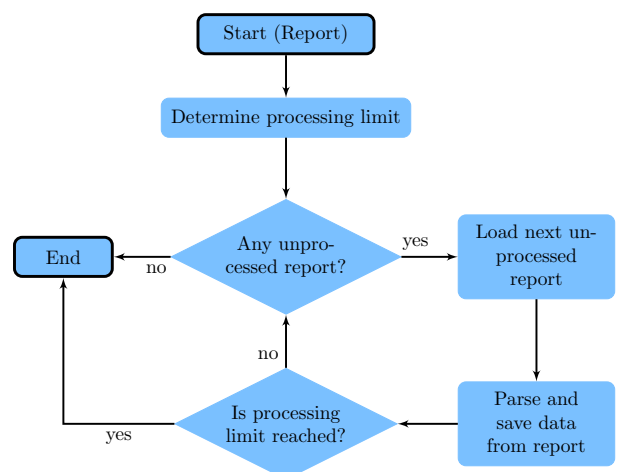 Start (Report)
Determine processing limit
Any unpro-
cessed report?
yes
Load next un-
processed
report
End
no
no
Is processing
limit reached?
Parse and
save data
from report
yes